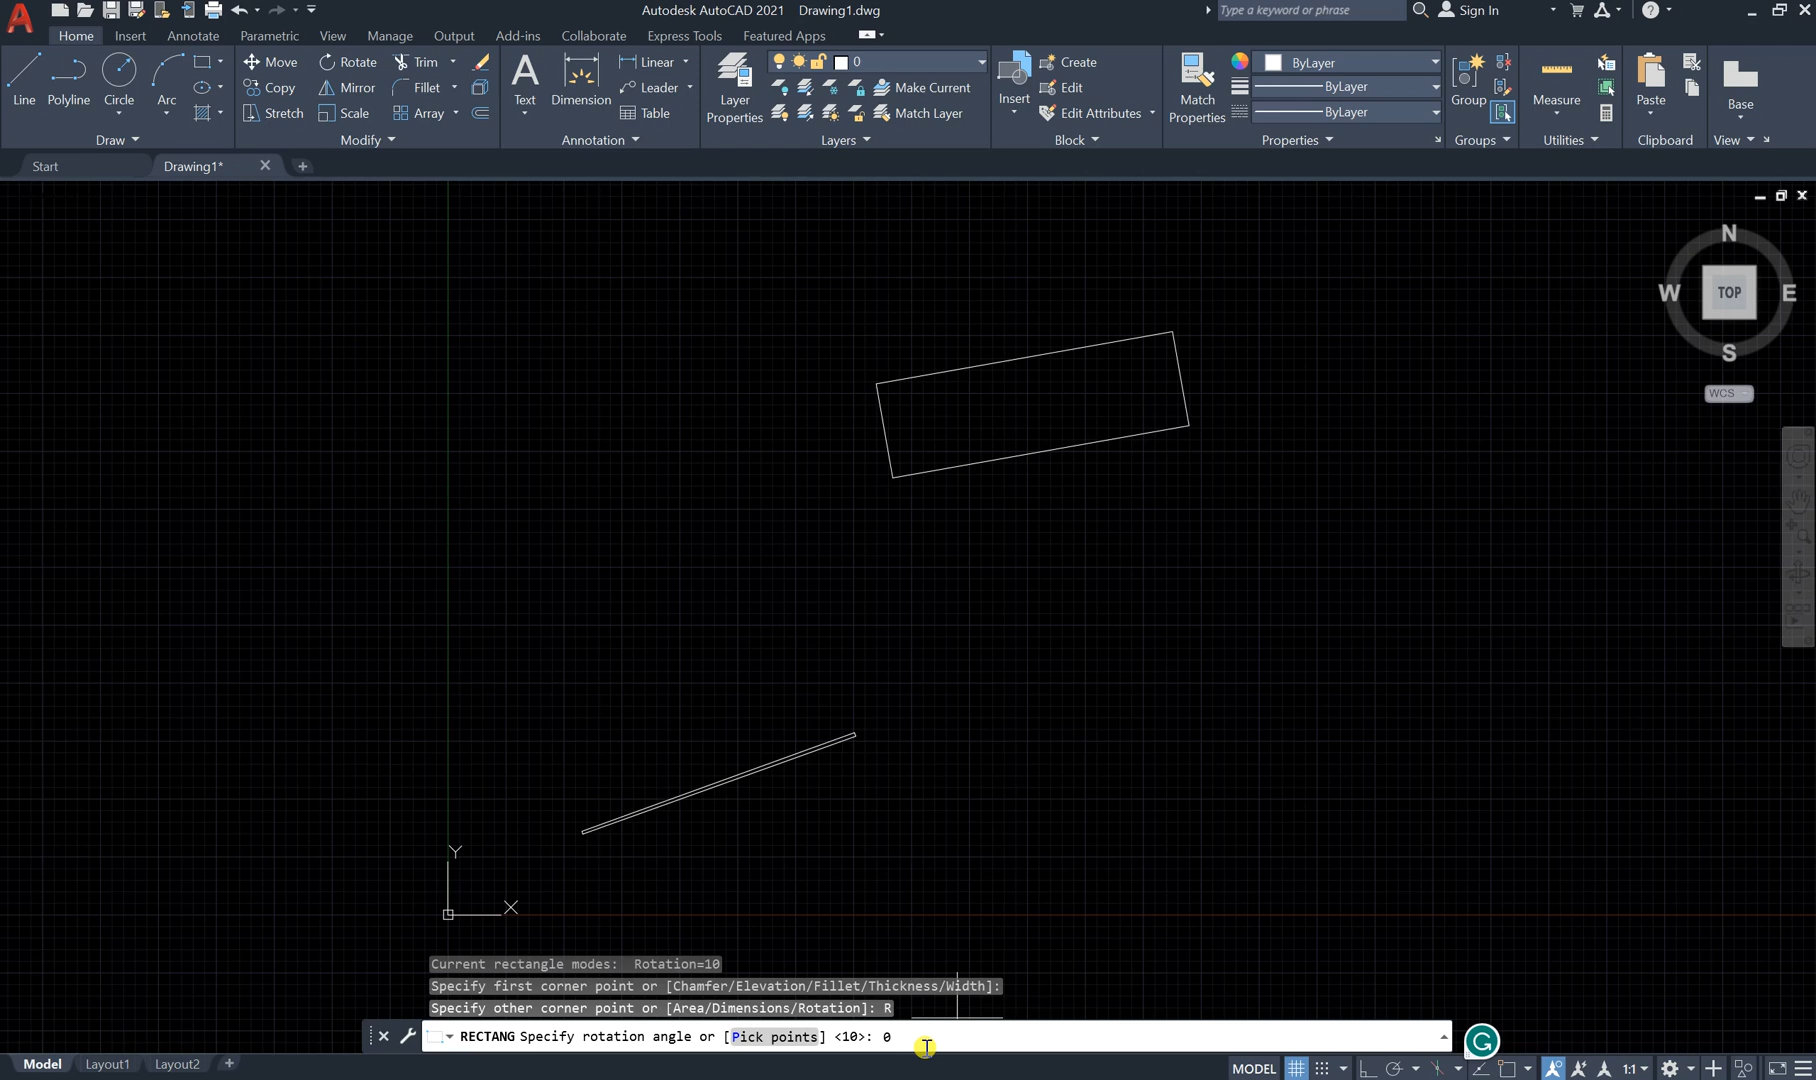 Autodesk AutoCAD 2021 Drawing1.dwg
Type a keyword or phrase
Sign In
Home Insert Annotate Parametric View Manage Output Add-ins Collaborate Express Tools Featured Apps
Line
Polyline
Circle
Arc
Draw
Move
Rotate
Trim
Copy
Mirror
Fillet
Stretch
Scale
Array
Modify
Text
Dimension
Linear
Leader
Table
Annotation
Layer
Properties
0
Make Current
Match Layer
Layers
Insert
Create
Edit
Edit Attributes
Block
Match
Properties
ByLayer
ByLayer
ByLayer
Properties
Group
Groups
Measure
Utilities
Paste
Clipboard
Base
View
Start
Drawing1*
N
W
TOP
E
S
WCS
Y
X
Current rectangle modes: Rotation=10
Specify first corner point or [Chamfer/Elevation/Fillet/Thickness/Width]:
Specify other corner point or [Area/Dimensions/Rotation]: R
RECTANG Specify rotation angle or [Pick points] <10>: 0
Model Layout1 Layout2
MODEL
1:1